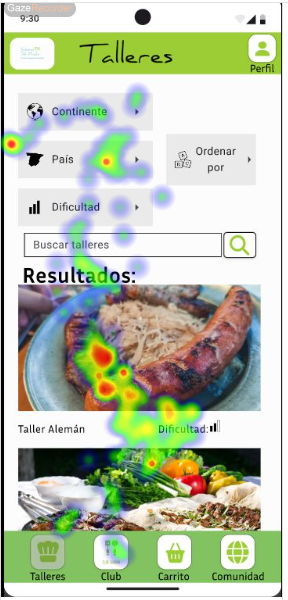 GazeRecorder
9:30
Talleres
Perfil
Continente
País
Ordenar
por
Dificultad
Buscar talleres
Resultados:
Taller Alemán
Dificultad:
Talleres
Club
Carrito
Comunidad